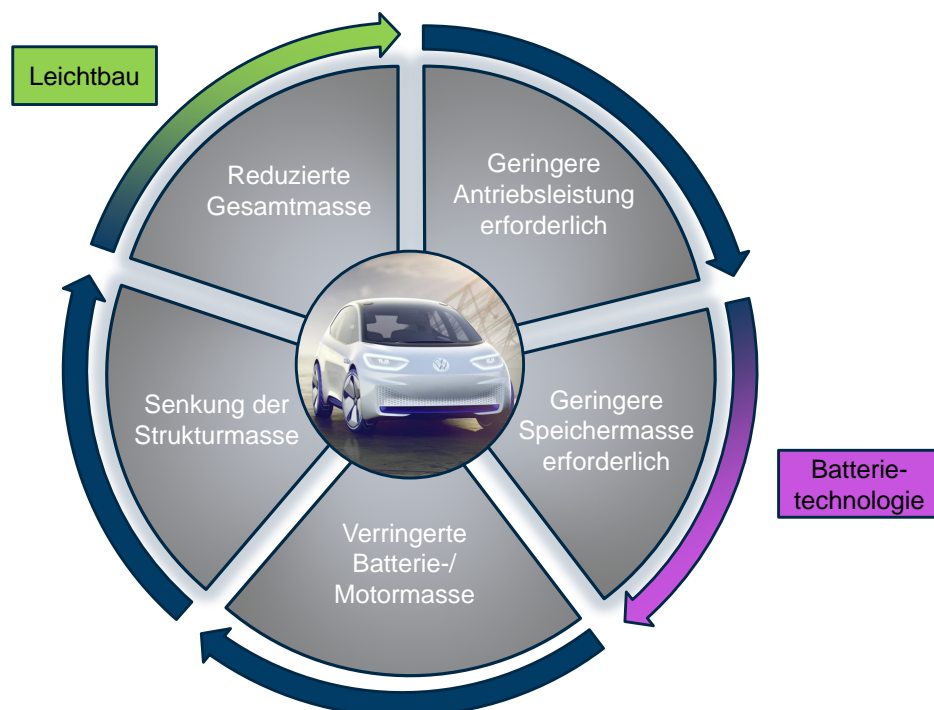 Leichtbau
Reduzierte
Gesamtmasse
Geringere
Antriebsleistung
erforderlich
Geringere
Speichermasse
erforderlich
Batterie-
technologie
Verringerte
Batterie-/
Motormasse
Senkung der
Strukturmasse